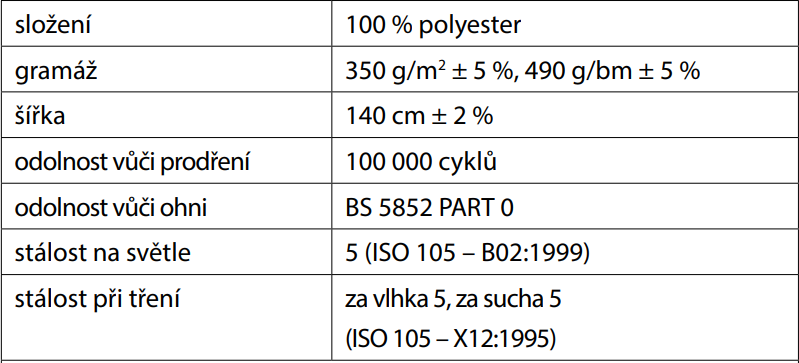 složení 100 % polyester
gramáž 350 g/m² ± 5 %, 490 g/bm ± 5 %
šířka 140 cm ± 2 %
odolnost vůči prodření 100 000 cyklů
odolnost vůči ohni BS 5852 PART 0
stálost na světle 5 (ISO 105 – B02:1999)
stálost při tření za vlhka 5, za sucha 5
(ISO 105 – X12:1995)